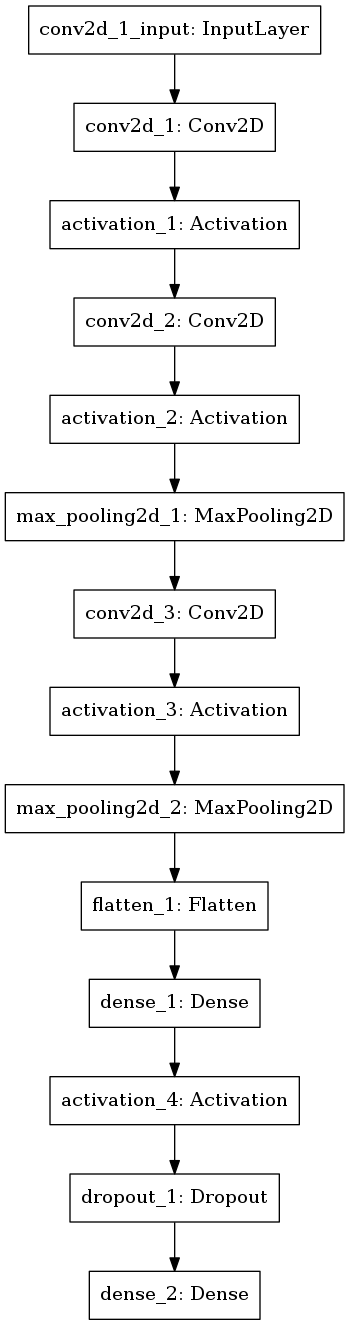 conv2d_1_input: InputLayer
conv2d_1: Conv2D
activation_1: Activation
conv2d_2: Conv2D
activation_2: Activation
max_pooling2d_1: MaxPooling2D
conv2d_3: Conv2D
activation_3: Activation
max_pooling2d_2: MaxPooling2D
flatten_1: Flatten
dense_1: Dense
activation_4: Activation
dropout_1: Dropout
dense_2: Dense